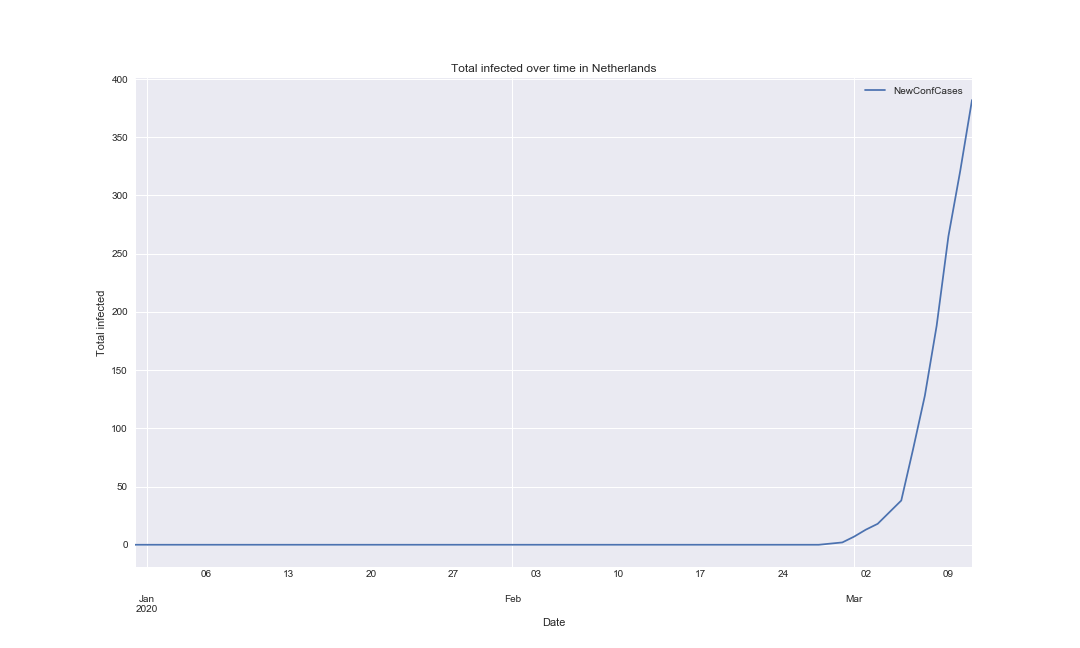 Total infected over time in Netherlands
NewConfCases
400
350
300
250
200
150
100
50
0
Total infected
06 13 20 27 03 10 17 24 02 09
Jan Feb Mar
2020
Date